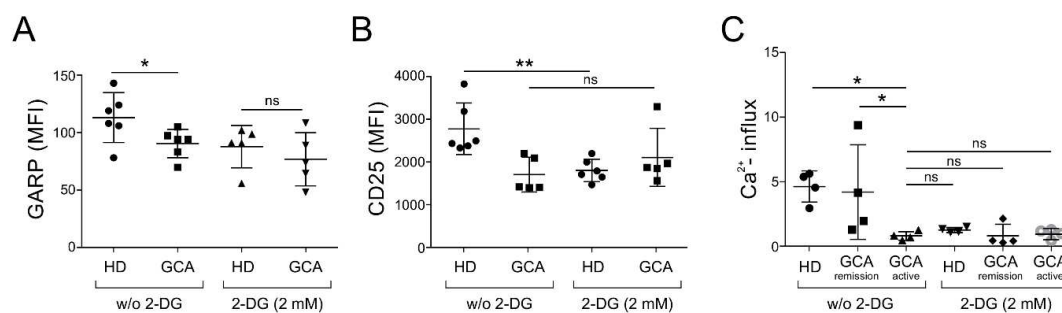 A
GARP (MFI)
150
100
50
0
*
ns
HD
GCA
HD
GCA
w/o 2-DG
2-DG (2 mM)
B
CD25 (MFI)
4000
3000
2000
1000
0
**
ns
HD
GCA
HD
GCA
w/o 2-DG
2-DG (2 mM)
C
Ca²⁺- influx
15
10
5
0
*
*
ns
ns
ns
HD
GCA
remission
GCA
active
HD
GCA
remission
GCA
active
w/o 2-DG
2-DG (2 mM)